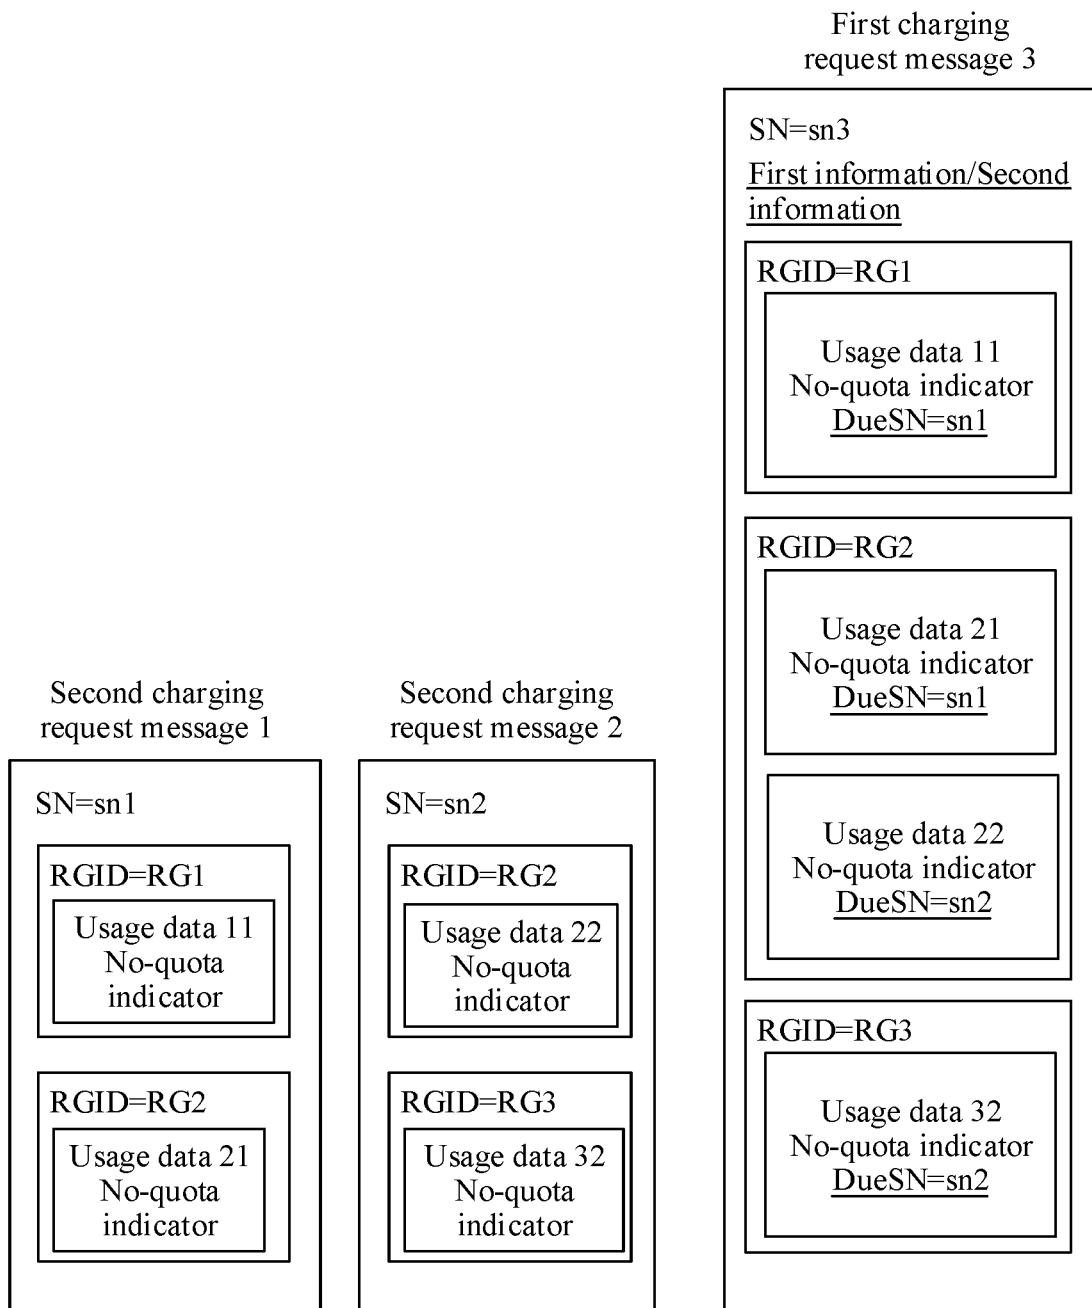 First charging
request message 3
SN=sn3
First information/Second
information
RGID=RG1
Usage data 11
No-quota indicator
DueSN=sn1
RGID=RG2
Usage data 21
No-quota indicator
DueSN=sn1
Usage data 22
No-quota indicator
DueSN=sn2
RGID=RG3
Usage data 32
No-quota indicator
DueSN=sn2
Second charging
request message 1
SN=sn1
RGID=RG1
Usage data 11
No-quota
indicator
RGID=RG2
Usage data 21
No-quota
indicator
Second charging
request message 2
SN=sn2
RGID=RG2
Usage data 22
No-quota
indicator
RGID=RG3
Usage data 32
No-quota
indicator